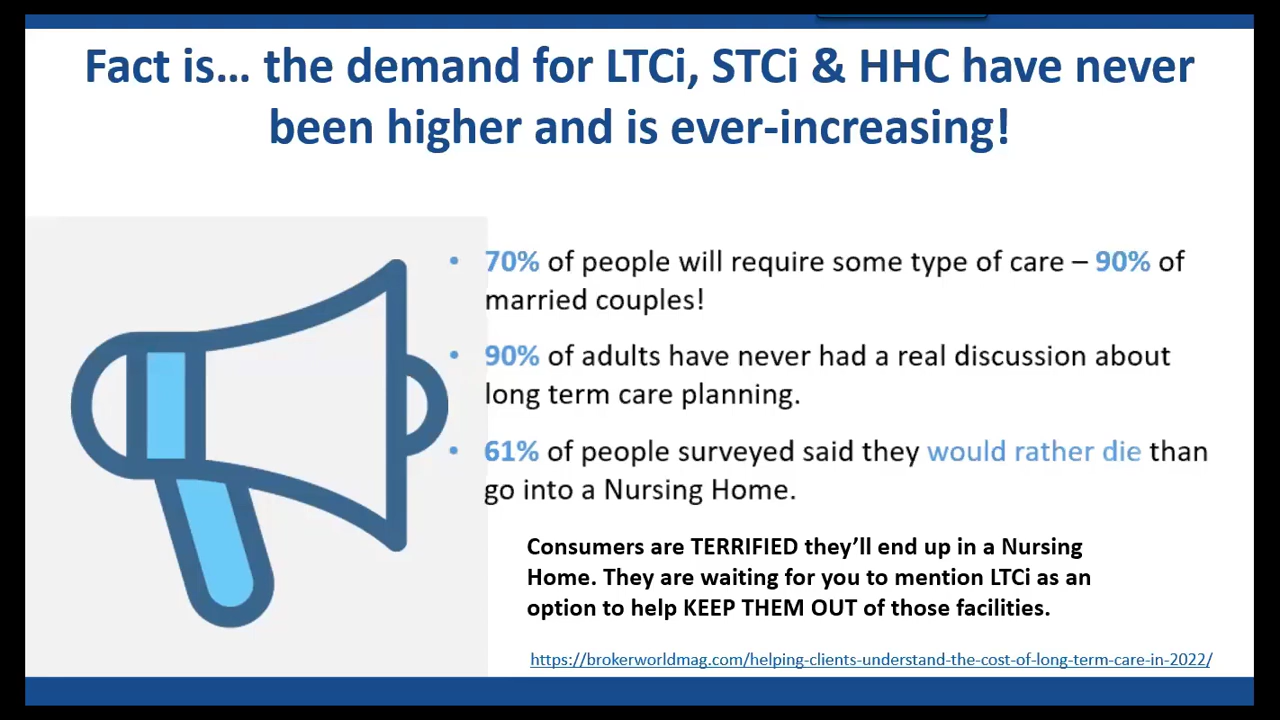 Fact is... the demand for LTCi, STCi & HHC have never
been higher and is ever-increasing!
• 70% of people will require some type of care – 90% of
married couples!
• 90% of adults have never had a real discussion about
long term care planning.
• 61% of people surveyed said they would rather die than
go into a Nursing Home.
Consumers are TERRIFIED they’ll end up in a Nursing
Home. They are waiting for you to mention LTCi as an
option to help KEEP THEM OUT of those facilities.
https://brokerworldmag.com/helping-clients-understand-the-cost-of-long-term-care-in-2022/